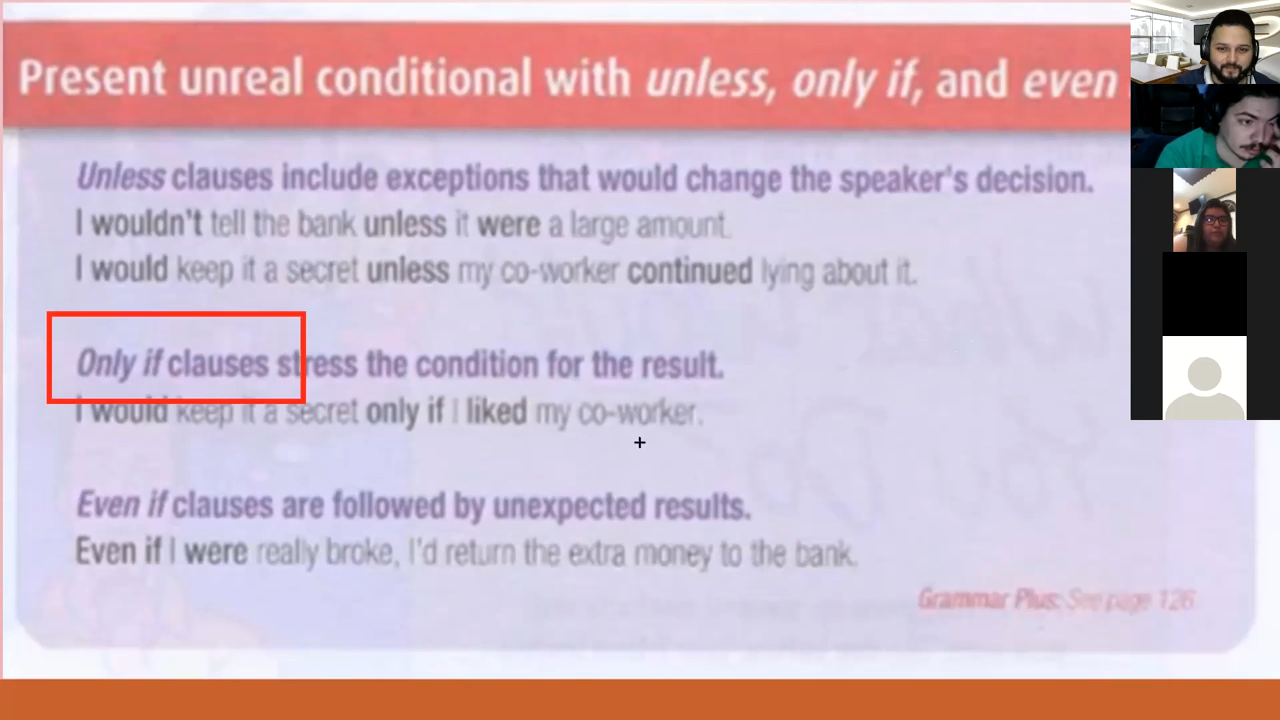 Present unreal conditional with unless, only if, and even
Unless clauses include exceptions that would change the speaker's decision.
I wouldn't tell the bank unless it were a large amount.
I would keep it a secret unless my co-worker continued lying about it.
Only if clauses stress the condition for the result.
I would keep it a secret only if I liked my co-worker.
Even if clauses are followed by unexpected results.
Even if I were really broke, I'd return the extra money to the bank.
Grammar Plus: See page 126